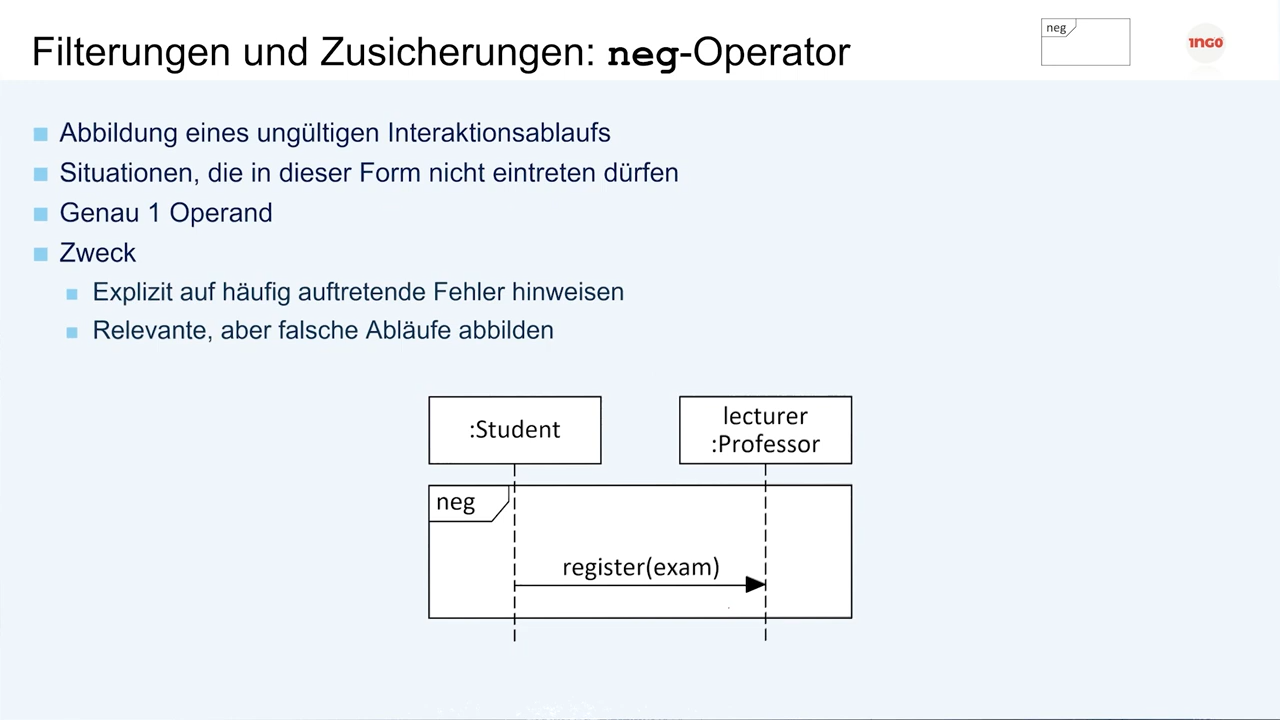 Filterungen und Zusicherungen: neg-Operator
neg
1NGO
Abbildung eines ungültigen Interaktionsablaufs
Situationen, die in dieser Form nicht eintreten dürfen
Genau 1 Operand
Zweck
Explizit auf häufig auftretende Fehler hinweisen
Relevante, aber falsche Abläufe abbilden
:Student
lecturer
:Professor
neg
register(exam)